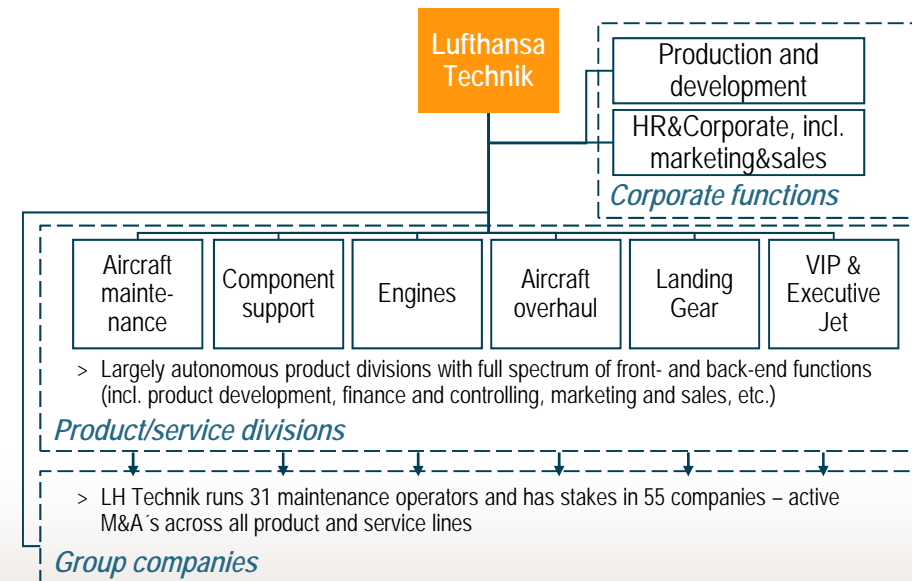 Lufthansa
Technik
Production and
development
HR&Corporate, incl.
marketing&sales
Corporate functions
Aircraft
mainte-
nance
Component
support
Engines
Aircraft
overhaul
Landing
Gear
VIP &
Executive
Jet
> Largely autonomous product divisions with full spectrum of front- and back-end functions
(incl. product development, finance and controlling, marketing and sales, etc.)
Product/service divisions
> LH Technik runs 31 maintenance operators and has stakes in 55 companies – active
M&A´s across all product and service lines
Group companies